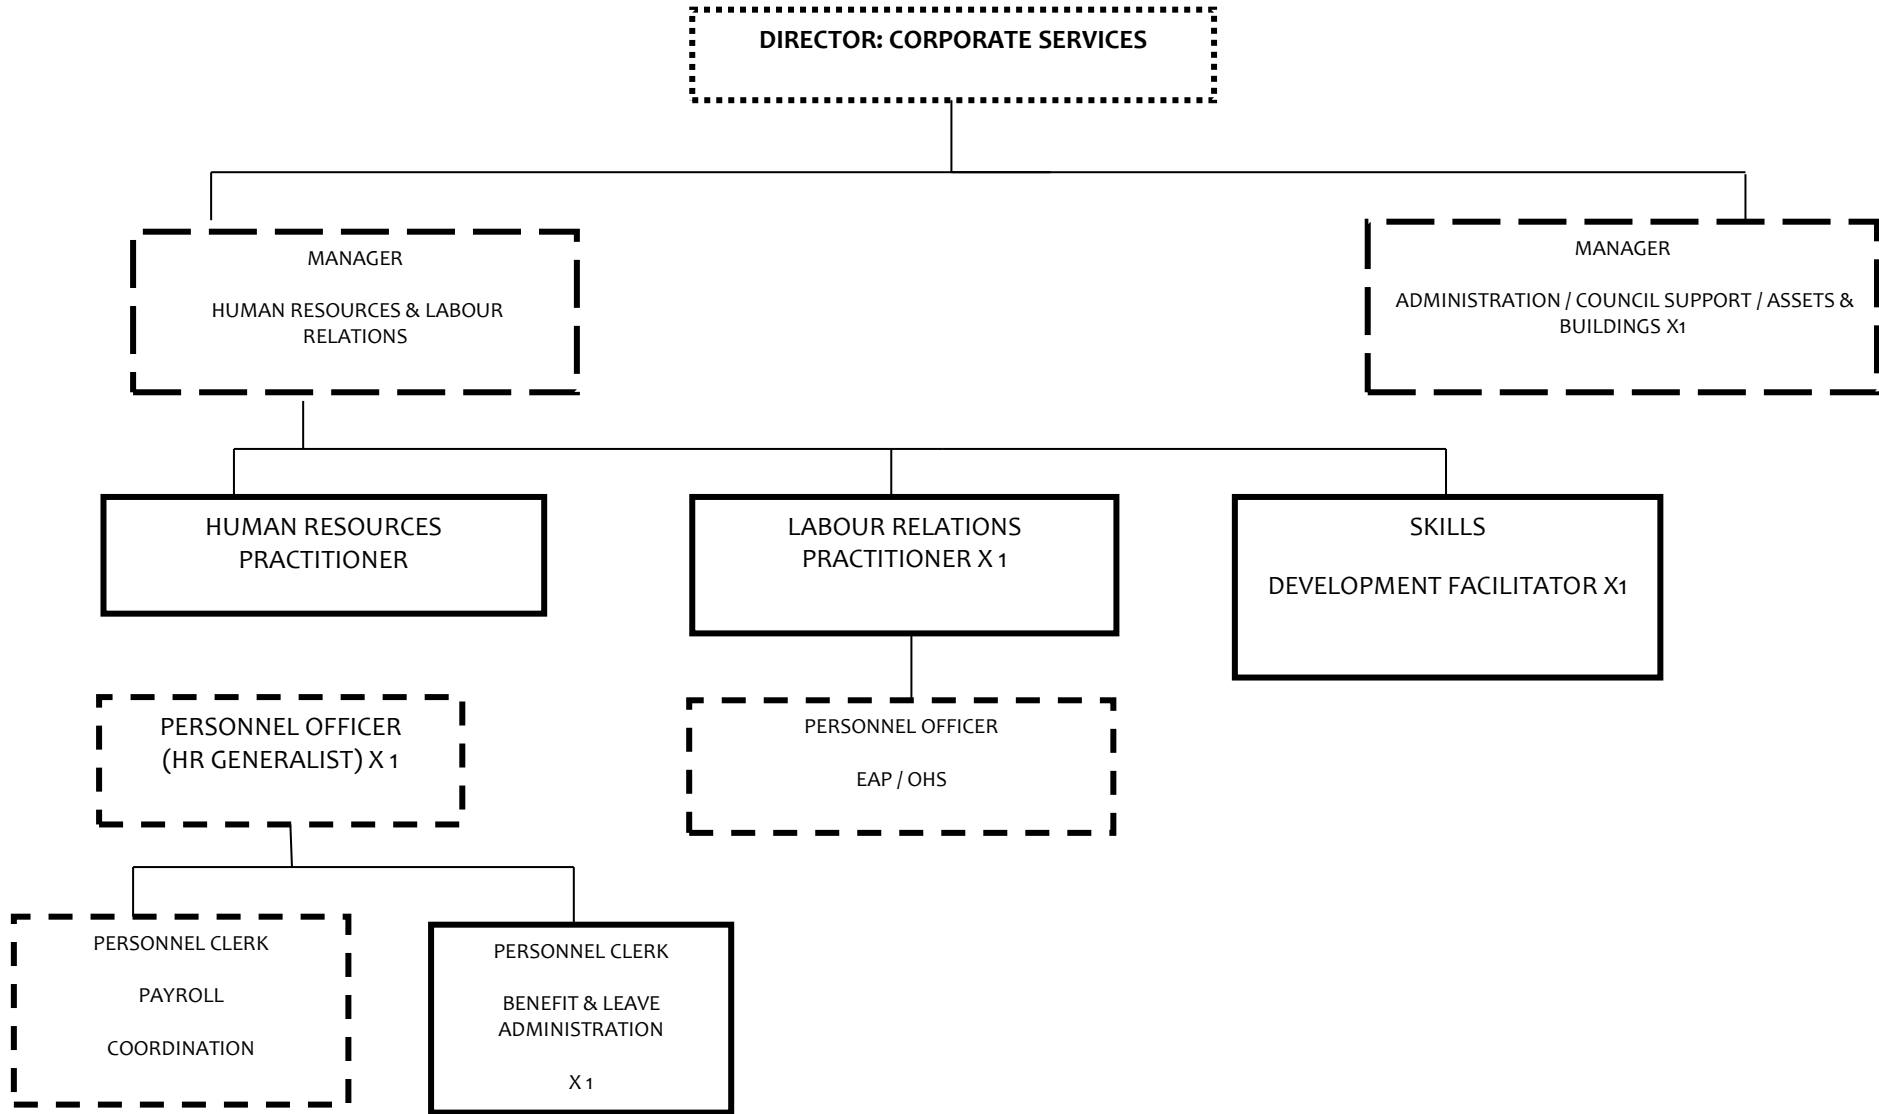 DIRECTOR: CORPORATE SERVICES
MANAGER
HUMAN RESOURCES & LABOUR
RELATIONS
MANAGER
ADMINISTRATION / COUNCIL SUPPORT / ASSETS &
BUILDINGS X1
HUMAN RESOURCES
PRACTITIONER
LABOUR RELATIONS
PRACTITIONER X 1
SKILLS
DEVELOPMENT FACILITATOR X1
PERSONNEL OFFICER
(HR GENERALIST) X 1
PERSONNEL OFFICER
EAP / OHS
PERSONNEL CLERK
PAYROLL
COORDINATION
PERSONNEL CLERK
BENEFIT & LEAVE
ADMINISTRATION
X 1